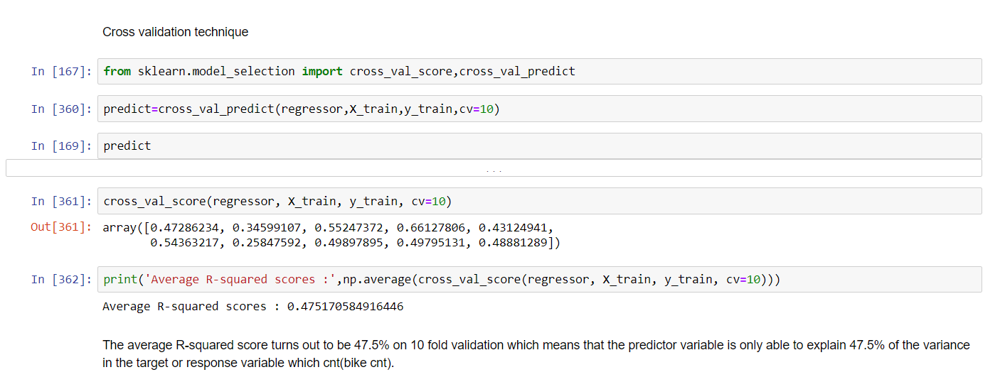 Cross validation technique
In [167]: from sklearn.model_selection import cross_val_score,cross_val_predict
In [360]: predict=cross_val_predict(regressor,X_train,y_train,cv=10)
In [169]: predict
...
In [361]: cross_val_score(regressor, X_train, y_train, cv=10)
Out[361]: array([0.47286234, 0.34599107, 0.55247372, 0.66127806, 0.43124941,
0.54363217, 0.25847592, 0.49897895, 0.49795131, 0.48881289])
In [362]: print('Average R-squared scores :',np.average(cross_val_score(regressor, X_train, y_train, cv=10)))
Average R-squared scores : 0.475170584916446
The average R-squared score turns out to be 47.5% on 10 fold validation which means that the predictor variable is only able to explain 47.5% of the variance
in the target or response variable which cnt(bike cnt).